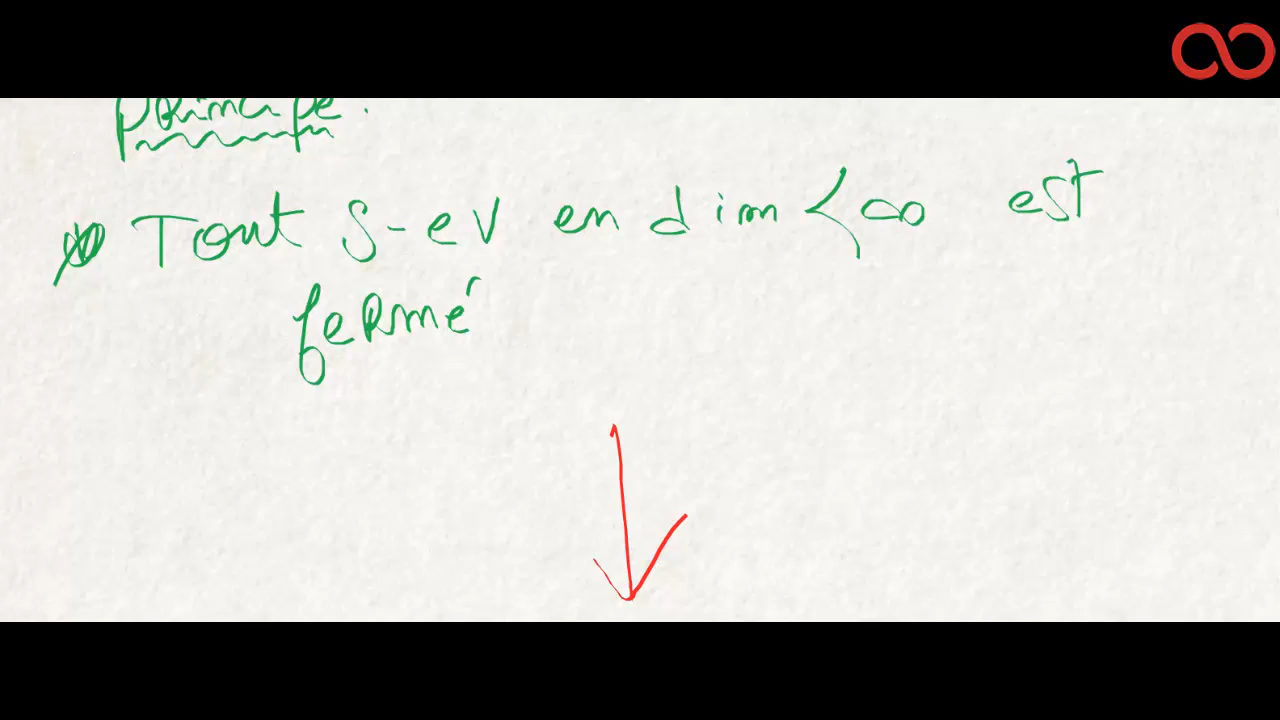 principe.
Tout s-ev en dim < ∞ est
fermé